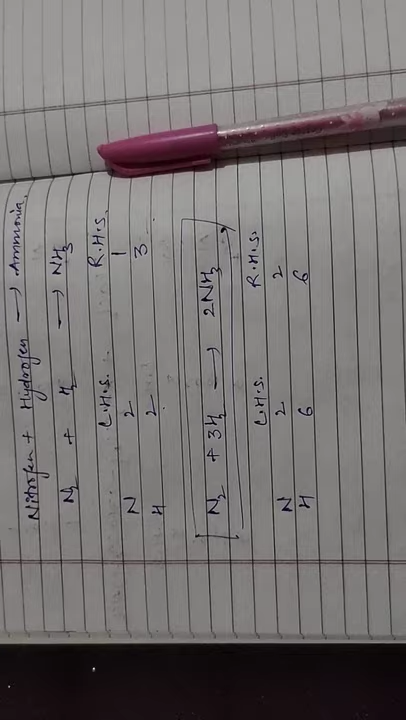 Nitrogen + Hydrogen → Ammonia
N₂ + H₂ → NH₃
L.H.S. R.H.S
N 2 1
H 2 3
N₂ + 3H₂ → 2NH₃
L.H.S. R.H.S.
N 2 2
H 6 6